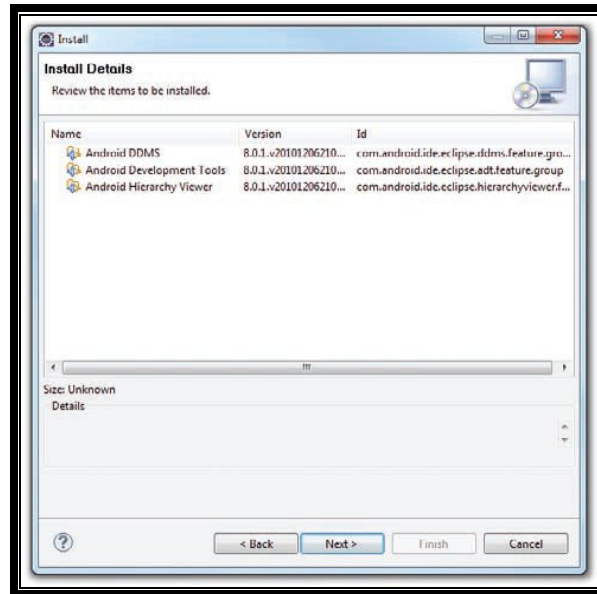 Install
Install Details
Review the items to be installed.
Name Version Id
Android DDMS 8.0.1.v20101206210... com.android.ide.eclipse.ddms.feature.gro...
Android Development Tools 8.0.1.v20101206210... com.android.ide.eclipse.adt.feature.group
Android Hierarchy Viewer 8.0.1.v20101206210... com.android.ide.eclipse.hierarchyviewer.f...
Size: Unknown
Details
< Back Next > Finish Cancel